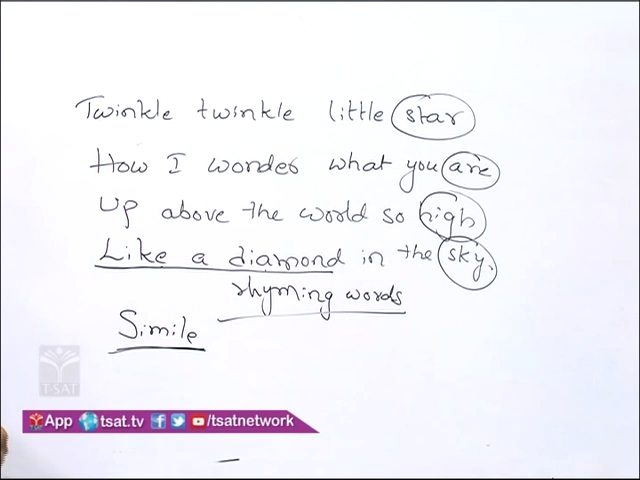 Twinkle twinkle little star
How I wonder what you are
Up above the world so high
Like a diamond in the sky.
rhyming words
Simile
T-SAT
App tsat.tv /tsatnetwork